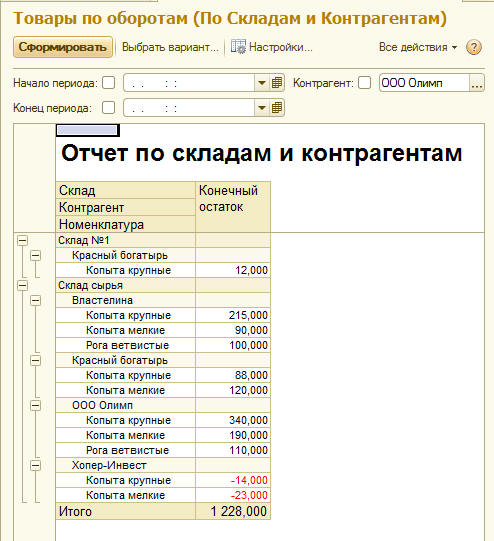 Товары по оборотам (По Складам и Контрагентам)
Сформировать Выбрать вариант... Настройки... Все действия ?
Начало периода: . . : : Контрагент: ООО Олимп ...
Конец периода: . . : :
Отчет по складам и контрагентам
Склад Конечный остаток
Контрагент
Номенклатура
Склад №1
Красный богатырь
Копыта крупные 12,000
Склад сырья
Властелина
Копыта крупные 215,000
Копыта мелкие 90,000
Рога ветвистые 100,000
Красный богатырь
Копыта крупные 88,000
Копыта мелкие 120,000
ООО Олимп
Копыта крупные 340,000
Копыта мелкие 190,000
Рога ветвистые 110,000
Хопер-Инвест
Копыта крупные -14,000
Копыта мелкие -23,000
Итого 1 228,000